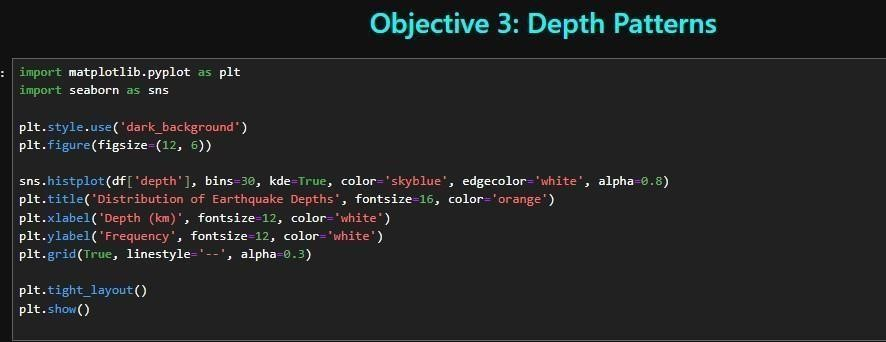 Objective 3: Depth Patterns
:
import matplotlib.pyplot as plt
import seaborn as sns
plt.style.use('dark_background')
plt.figure(figsize=(12, 6))
sns.histplot(df['depth'], bins=30, kde=True, color='skyblue', edgecolor='white', alpha=0.8)
plt.title('Distribution of Earthquake Depths', fontsize=16, color='orange')
plt.xlabel('Depth (km)', fontsize=12, color='white')
plt.ylabel('Frequency', fontsize=12, color='white')
plt.grid(True, linestyle='--', alpha=0.3)
plt.tight_layout()
plt.show()